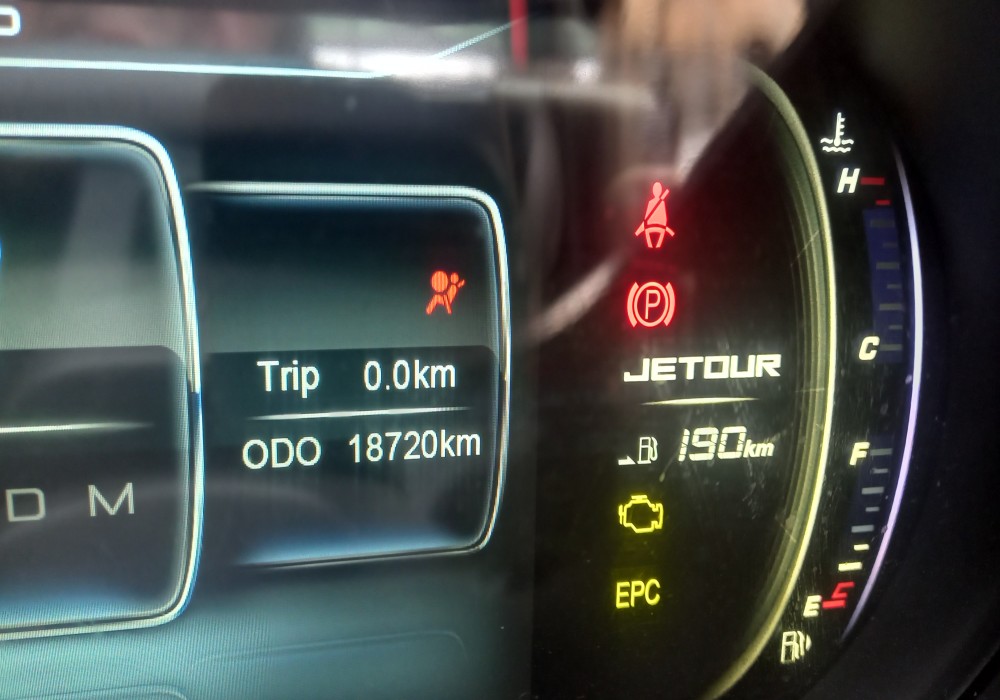 H
JETOUR
Trip 0.0km
C
ODO 18720km
190km
F
D M
EPC
E